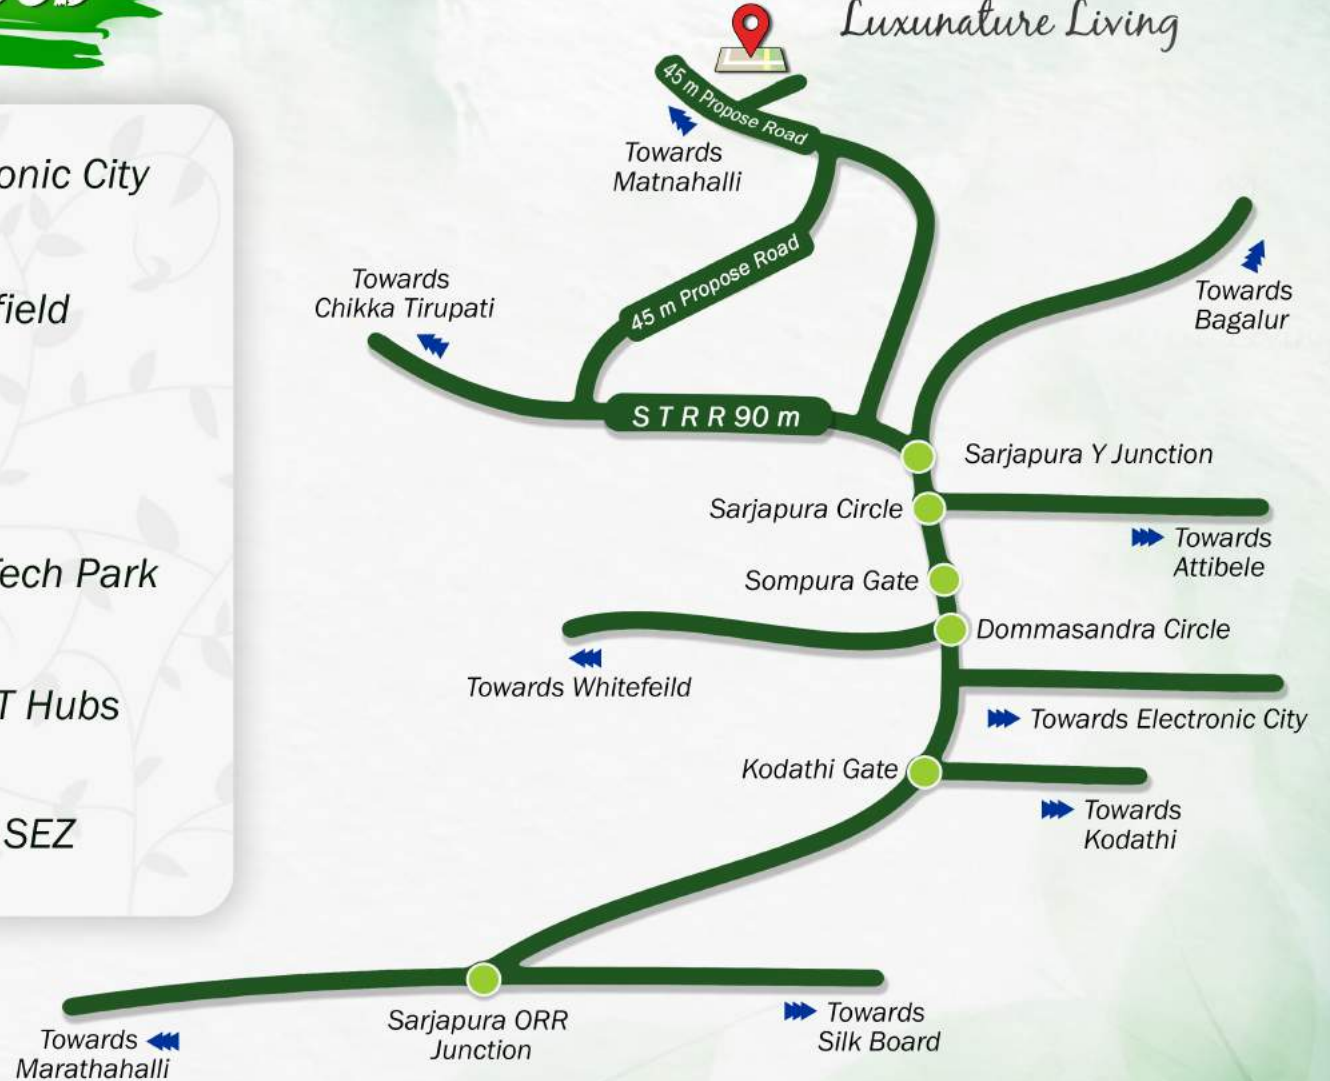 Luxunature Living
45 m Propose Road
Towards
Matnahalli
45 m Propose Road
Towards
Chikka Tirupati
Towards
Bagalur
S T R R 90 m
Sarjapura Y Junction
Sarjapura Circle
Towards
Attibele
Sompura Gate
Dommasandra Circle
Towards Whitefeild
Towards Electronic City
Kodathi Gate
Towards
Kodathi
Sarjapura ORR
Junction
Towards
Silk Board
Towards
Marathahalli
onic City
field
Tech Park
T Hubs
SEZ